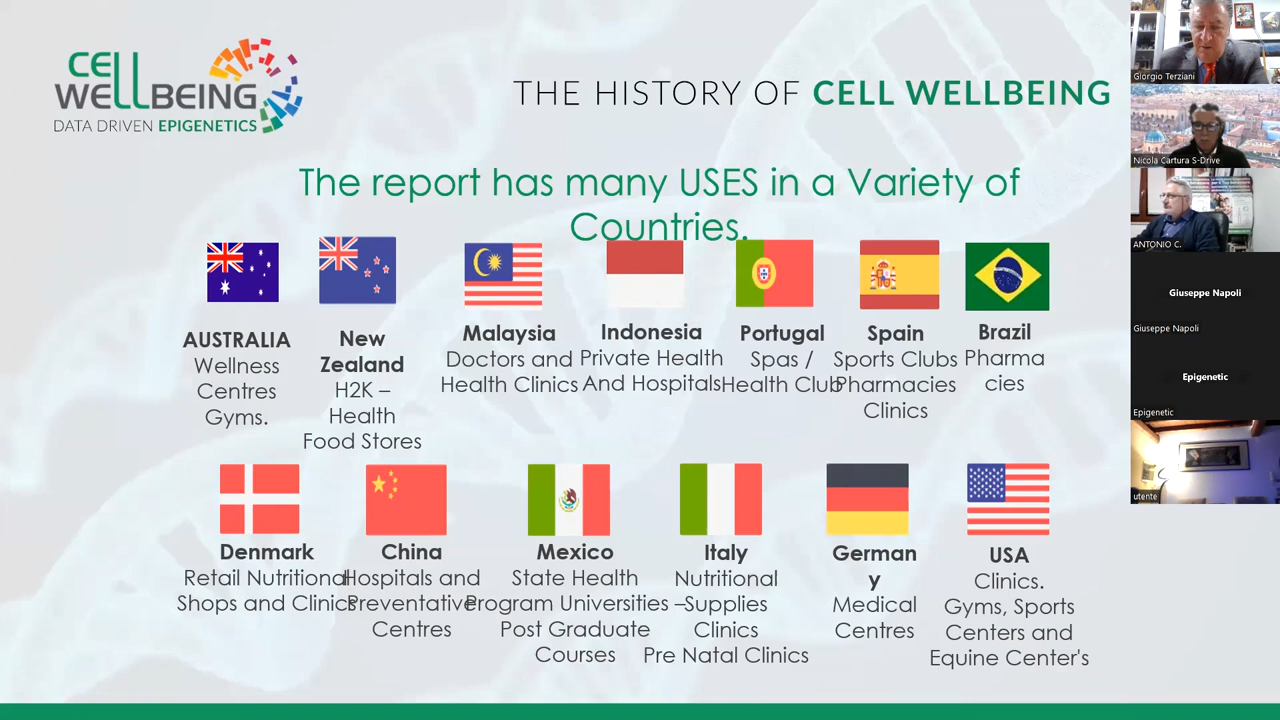 CELL
WELLBEING
DATA DRIVEN EPIGENETICS
THE HISTORY OF CELL WELLBEING
The report has many USES in a Variety of
Countries.
AUSTRALIA
Wellness
Centres
Gyms.
New
Zealand
H2K –
Health
Food Stores
Malaysia
Doctors and
Health Clinics
Indonesia
Private Health
And Hospitals
Portugal
Spas /
Health Club
Spain
Sports Clubs
Pharmacies
Clinics
Brazil
Pharma
cies
Denmark
Retail Nutritional
Shops and Clinics
China
Hospitals and
Preventative
Centres
Mexico
State Health
Program Universities –
Post Graduate
Courses
Italy
Nutritional
Supplies
Clinics
Pre Natal Clinics
German
y
Medical
Centres
USA
Clinics.
Gyms, Sports
Centers and
Equine Center's
Giorgio Terziani
Nicola Cartura S-Drive
ANTONIO C.
Giuseppe Napoli
Giuseppe Napoli
Epigenetic
Epigenetic
utente